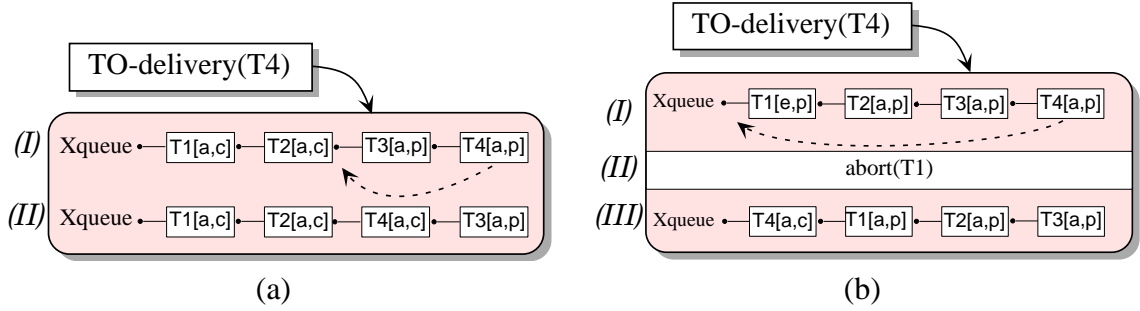 TO-delivery(T4)
(I) Xqueue T1[a,c] T2[a,c] T3[a,p] T4[a,p]
(II) Xqueue T1[a,c] T2[a,c] T4[a,c] T3[a,p]
(a)
TO-delivery(T4)
(I) Xqueue T1[e,p] T2[a,p] T3[a,p] T4[a,p]
(II) abort(T1)
(III) Xqueue T4[a,c] T1[a,p] T2[a,p] T3[a,p]
(b)